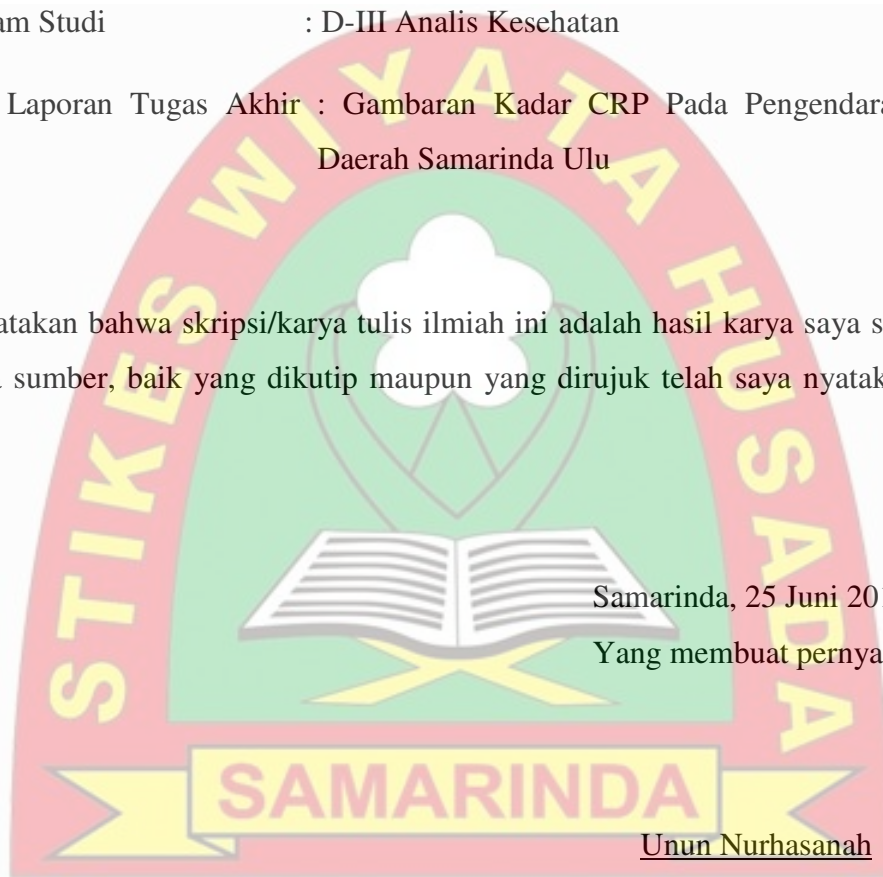 am Studi : D-III Analis Kesehatan
Laporan Tugas Akhir : Gambaran Kadar CRP Pada Pengendara
Daerah Samarinda Ulu
atakan bahwa skripsi/karya tulis ilmiah ini adalah hasil karya saya s
sumber, baik yang dikutip maupun yang dirujuk telah saya nyatak
Samarinda, 25 Juni 201
Yang membuat pernya
Unun Nurhasanah
STIKES WIYATA HUSADA
SAMARINDA